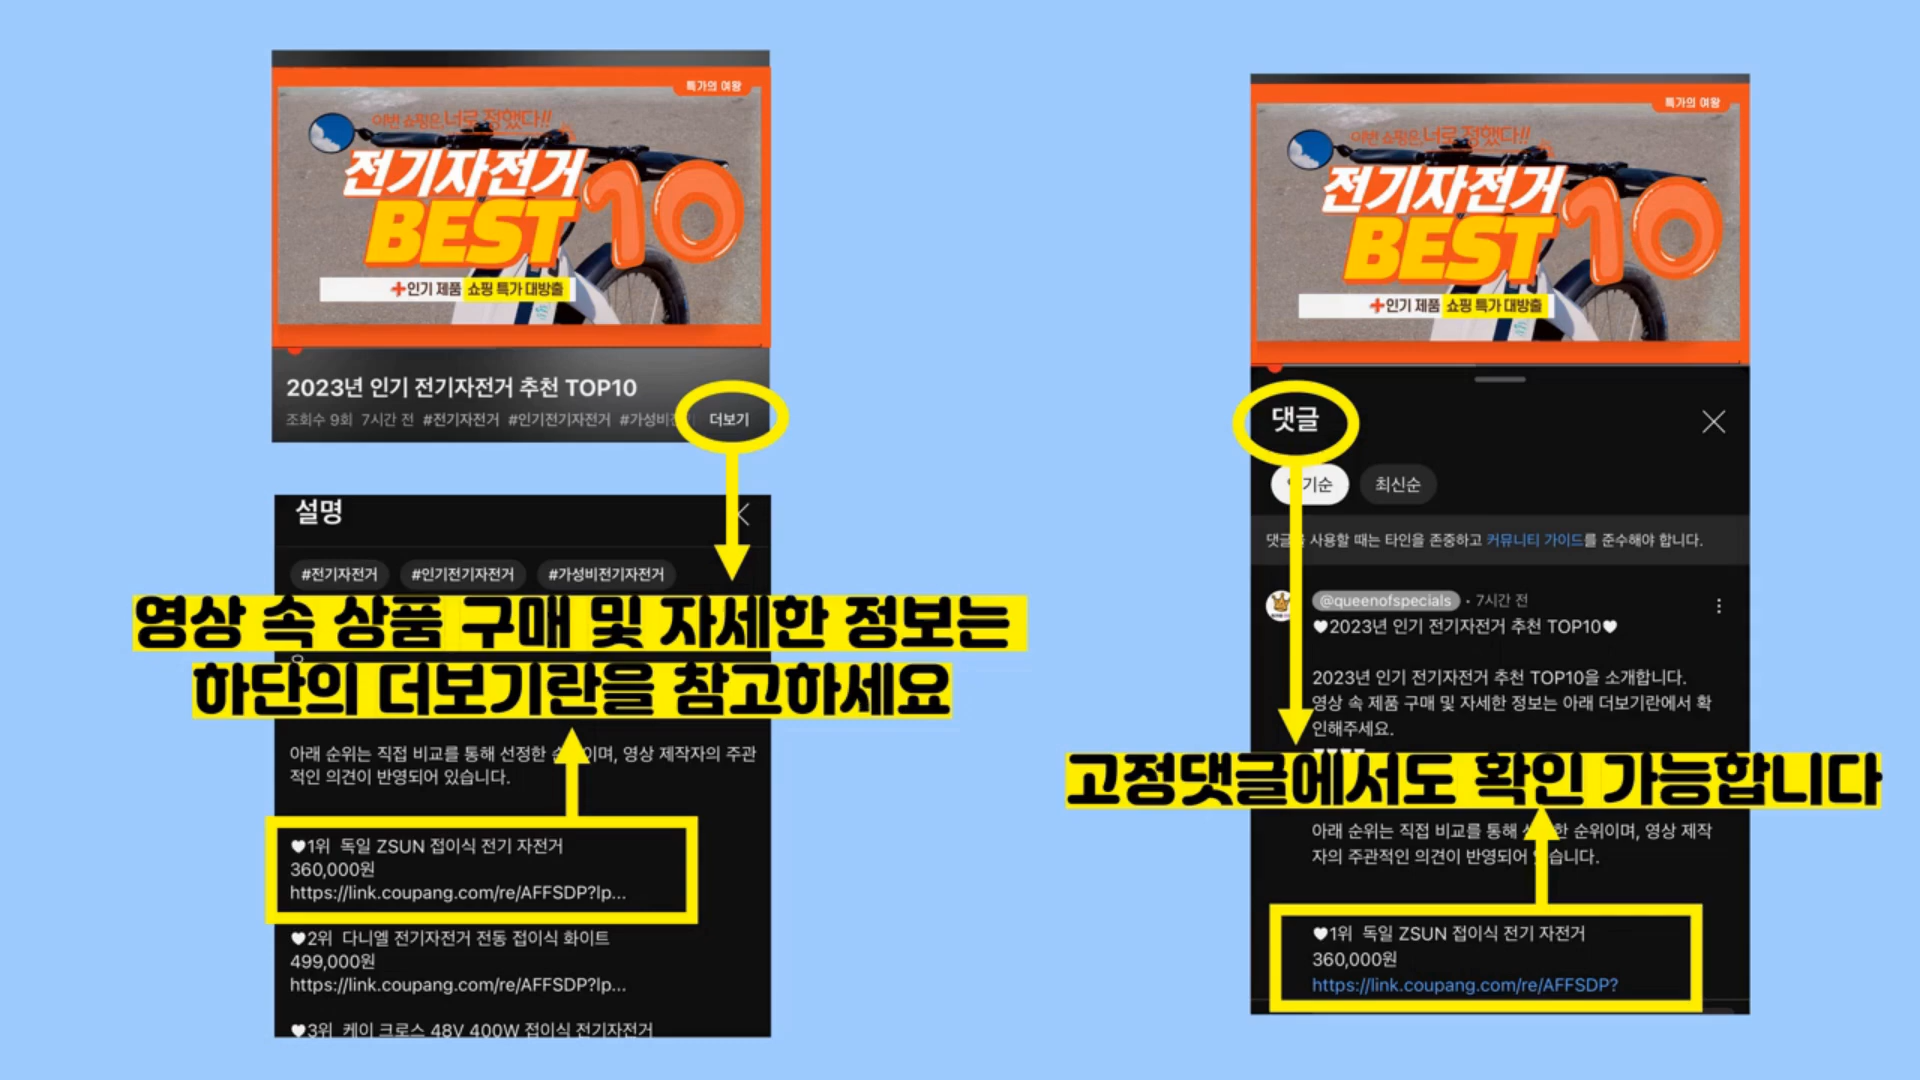 특가의 여왕
이번 쇼핑은,너로 정했다!!
전기자전거
BEST 10
+인기 제품 쇼핑 특가 대방출
2023년 인기 전기자전거 추천 TOP10
조회수 9회 7시간 전 #전기자전거 #인기전기자전거 #가성비 더보기
설명
#전기자전거 #인기전기자전거 #가성비전기자전거
영상 속 상품 구매 및 자세한 정보는
하단의 더보기란을 참고하세요
아래 순위는 직접 비교를 통해 선정한 이며, 영상 제작자의 주관
적인 의견이 반영되어 있습니다.
♥1위 독일 ZSUN 접이식 전기 자전거
360,000원
https://link.coupang.com/re/AFFSDP?lp...
♥2위 다니엘 전기자전거 전동 접이식 화이트
499,000원
https://link.coupang.com/re/AFFSDP?lp...
♥3위 케이 크로스 48V 400W 접이식 전기자전거
특가의 여왕
이번 쇼핑은,너로 정했다!!
전기자전거
BEST 10
+인기 제품 쇼핑 특가 대방출
댓글
기순 최신순
댓글 사용할 때는 타인을 존중하고 커뮤니티 가이드를 준수해야 합니다.
@queenofspecials · 7시간 전
♥2023년 인기 전기자전거 추천 TOP10♥
2023년 인기 전기자전거 추천 TOP10을 소개합니다.
영상 속 제품 구매 및 자세한 정보는 아래 더보기란에서 확
인해주세요.
고정댓글에서도 확인 가능합니다
아래 순위는 직접 비교를 통해 한 순위이며, 영상 제작
자의 주관적인 의견이 반영되어 습니다.
♥1위 독일 ZSUN 접이식 전기 자전거
360,000원
https://link.coupang.com/re/AFFSDP?